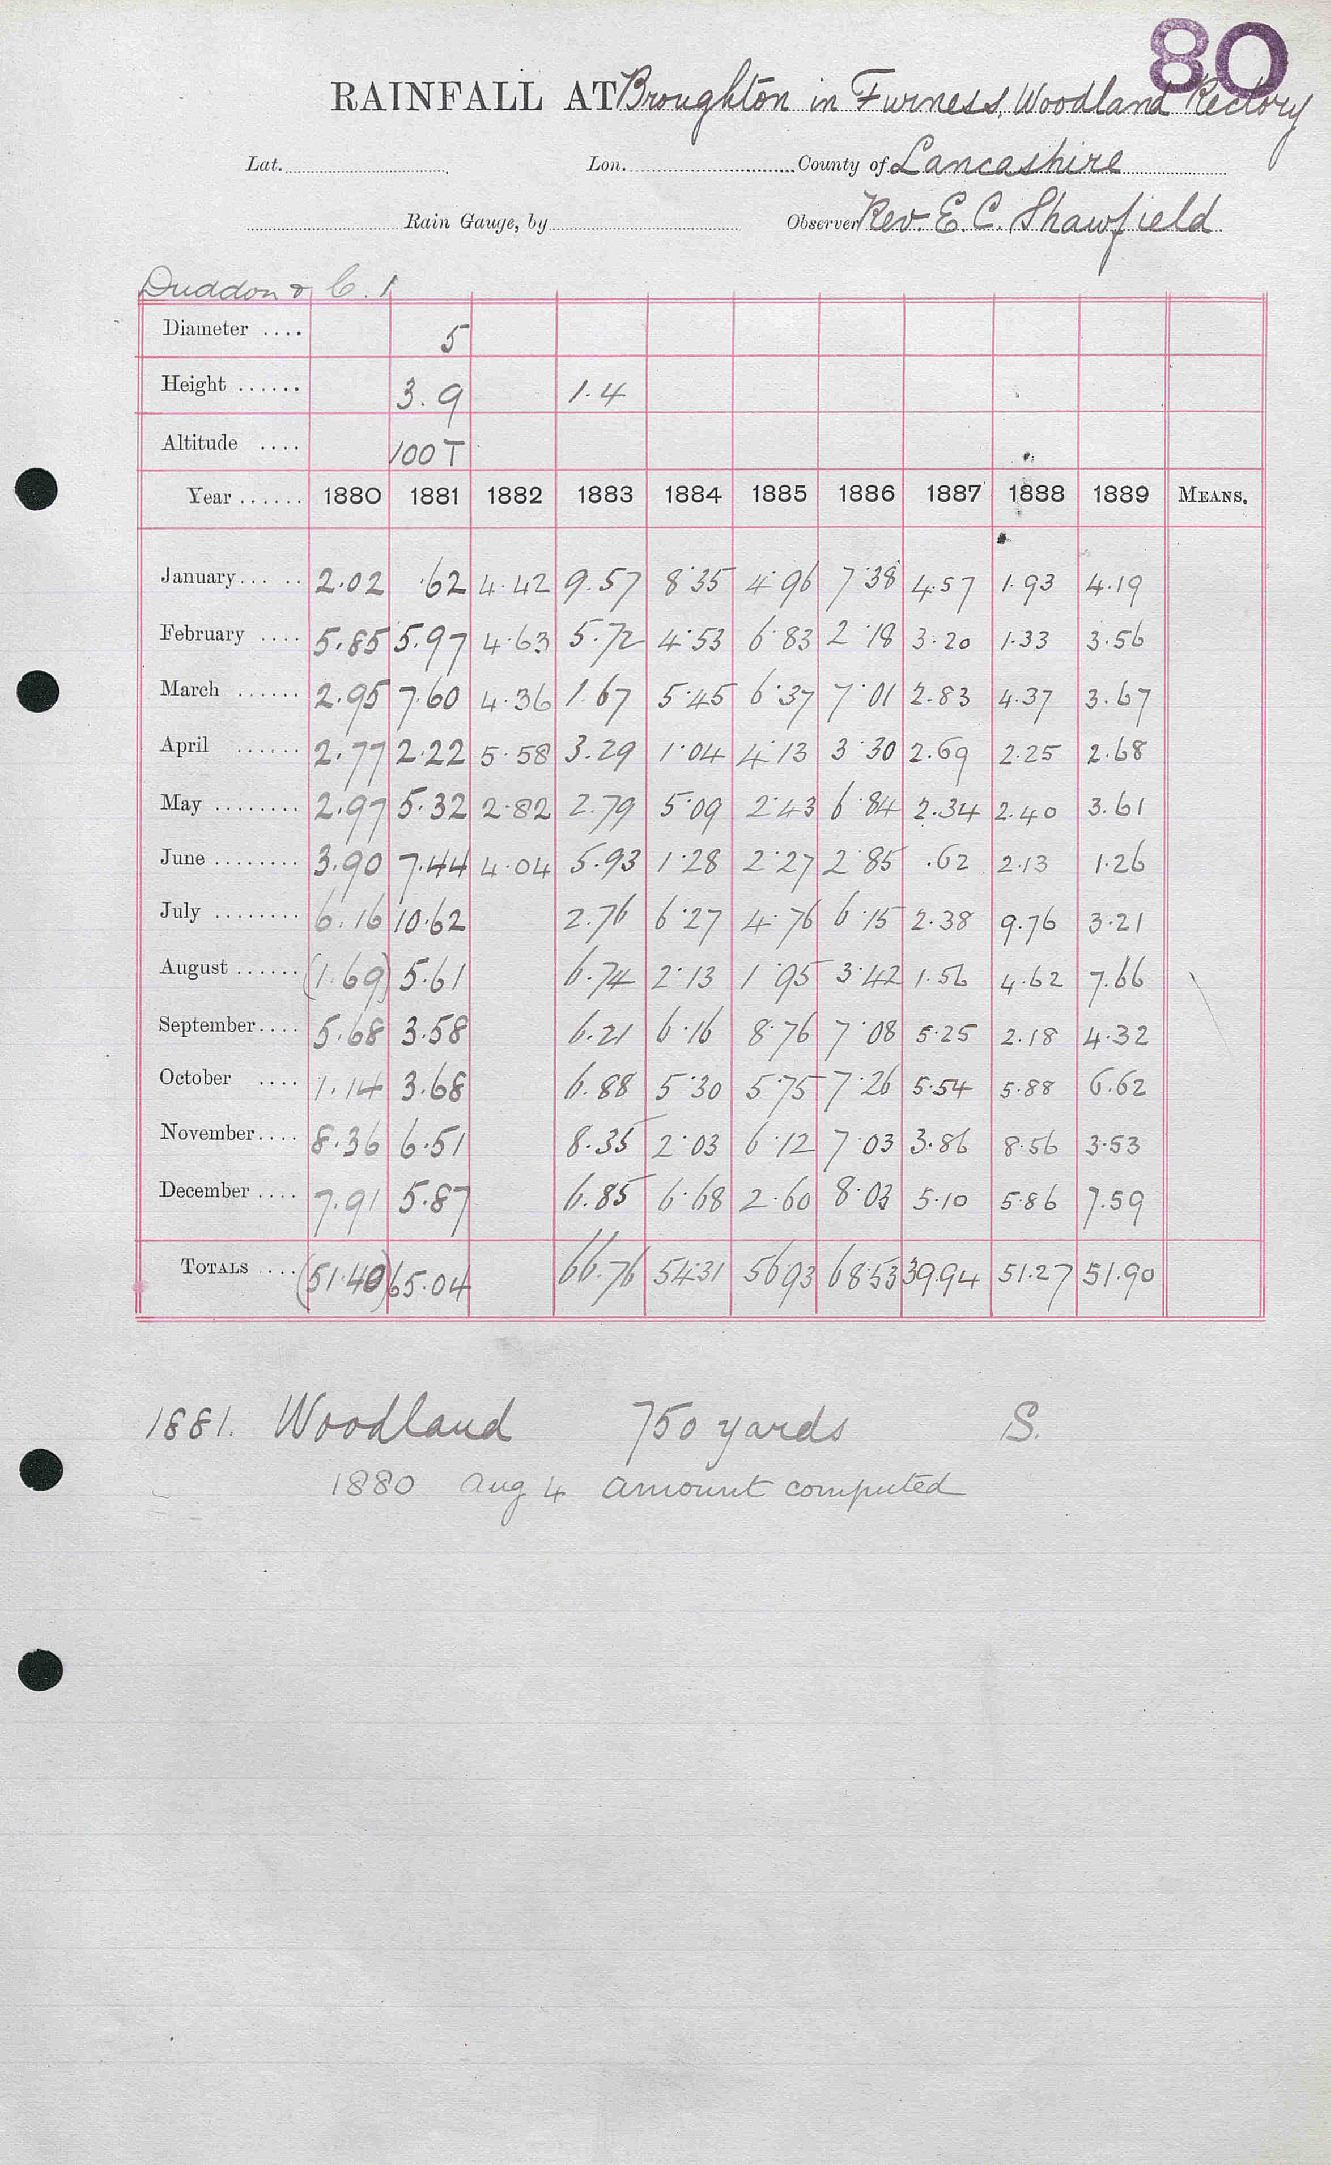 80
RAINFALL AT Broughton in Furness, Woodland Rectory
Lat. Lon. County of Lancashire
Rain Gauge, by Observer Rev. E. C. Shawfield
Duddon & C. 1
Diameter .... 5
Height ...... 3.9 1.4
Altitude .... 100 T
Year ...... 1880 1881 1882 1883 1884 1885 1886 1887 1888 1889 MEANS.
January ... .. 2.02 .62 4.42 9.57 8.35 4.96 7.38 4.57 1.93 4.19
February .... 5.85 5.97 4.63 5.72 4.53 6.83 2.18 3.20 1.33 3.56
March ...... 2.95 7.60 4.36 1.67 5.45 6.37 7.01 2.83 4.37 3.67
April ...... 2.77 2.22 5.58 3.29 1.04 4.13 3.30 2.69 2.25 2.68
May ........ 2.97 5.32 2.82 2.79 5.09 2.43 6.84 2.34 2.40 3.61
June ........ 3.90 7.44 4.04 5.93 1.28 2.27 2.85 .62 2.13 1.26
July ........ 6.16 10.62 2.76 6.27 4.76 6.15 2.38 9.76 3.21
August ...... (1.69) 5.61 6.74 2.13 1.95 3.42 1.56 4.62 7.66
September.... 5.68 3.58 6.21 6.16 8.76 7.08 5.25 2.18 4.32
October .... 1.14 3.68 6.88 5.30 5.75 7.26 5.54 5.88 6.62
November.... 8.36 6.51 8.35 2.03 6.12 7.03 3.86 8.56 3.53
December .... 7.91 5.87 6.85 6.68 2.60 8.03 5.10 5.86 7.59
TOTALS .... (51.40) 65.04 66.76 54.31 56.93 68.53 39.94 51.27 51.90
1881. Woodland 750 yards S.
1880 Aug 4 amount computed